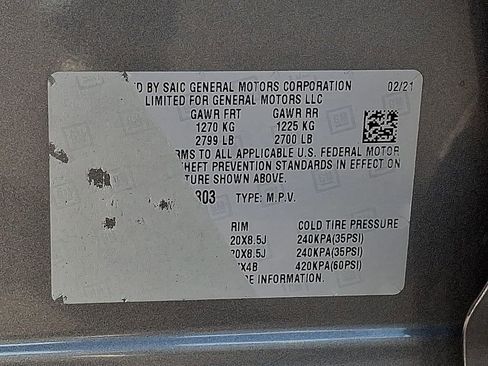 D BY SAIC GENERAL MOTORS CORPORATION 02/21
LIMITED FOR GENERAL MOTORS LLC
GAWR FRT GAWR RR
1270 KG 1225 KG
2799 LB 2700 LB
RMS TO ALL APPLICABLE U.S. FEDERAL MOTOR
HEFT PREVENTION STANDARDS IN EFFECT ON
TURE SHOWN ABOVE.
303 TYPE: M.P.V.
RIM COLD TIRE PRESSURE
20X8.5J 240KPA(35PSI)
20X8.5J 240KPA(35PSI)
X4B 420KPA(60PSI)
E INFORMATION.